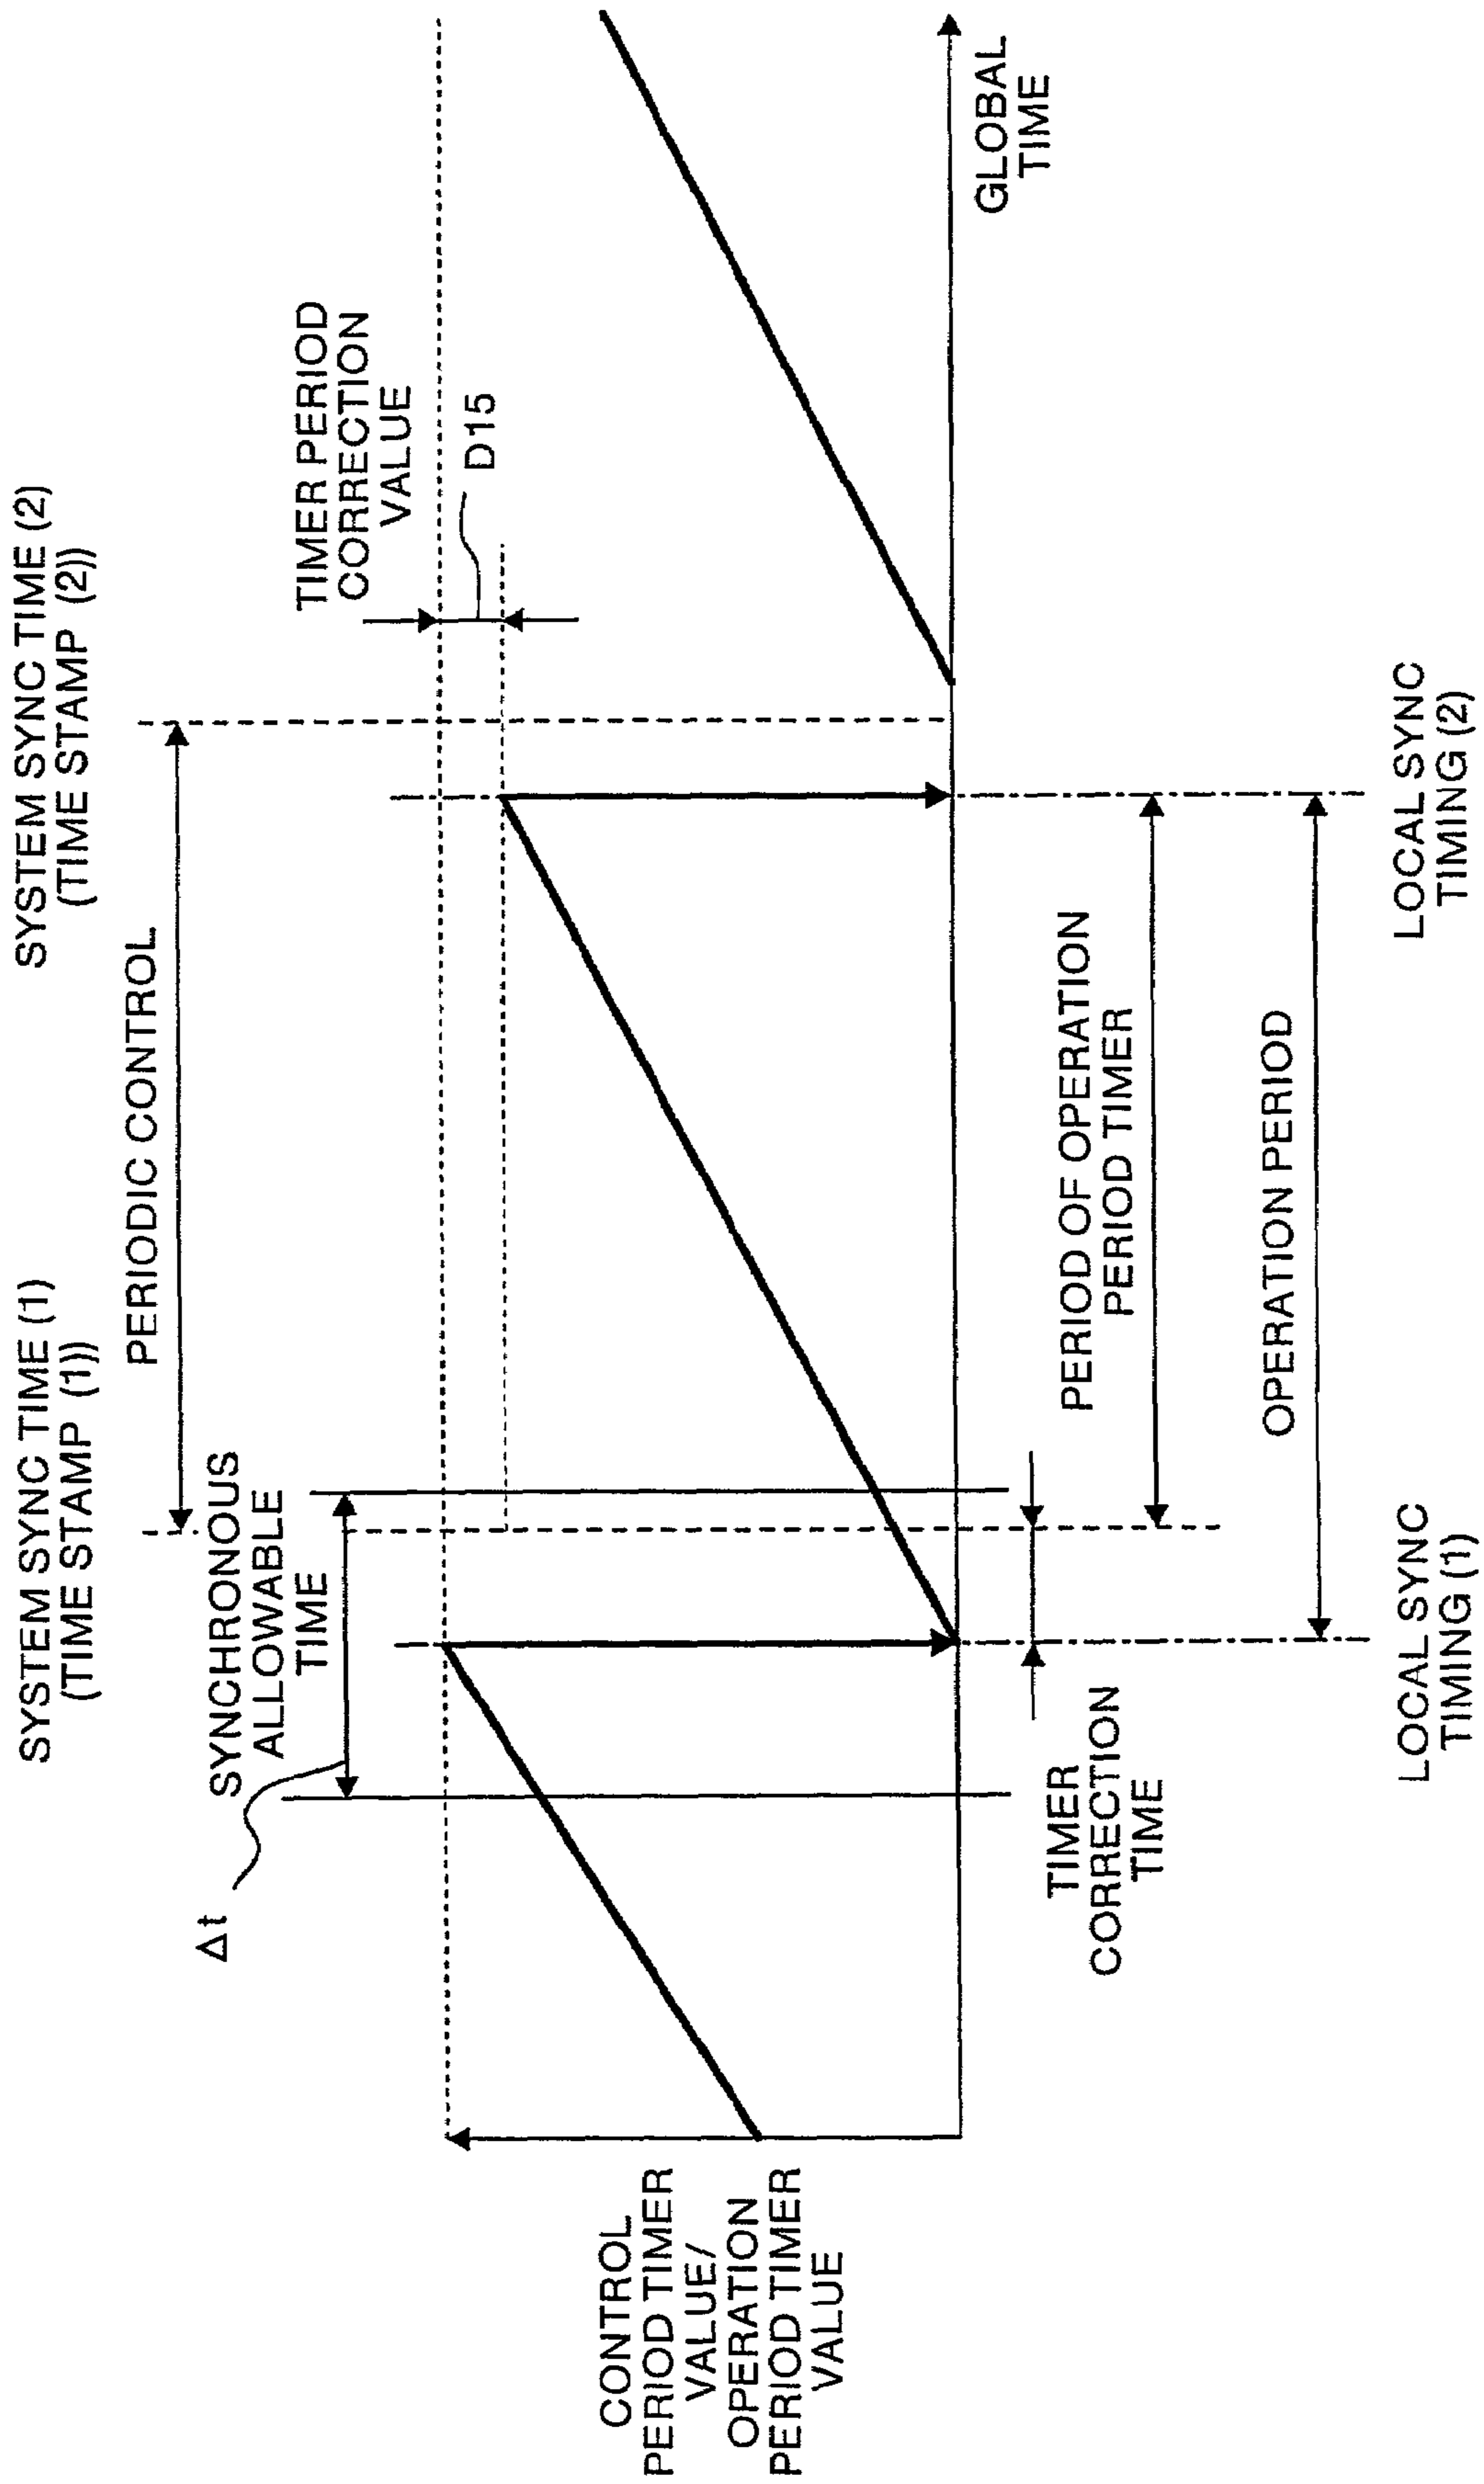 SYSTEM SYNC TIME (1)
(TIME STAMP (1))
SYSTEM SYNC TIME (2)
(TIME STAMP (2))
PERIODIC CONTROL
SYNCHRONOUS
ALLOWABLE
TIME
Δt
TIMER PERIOD
CORRECTION
VALUE
D15
CONTROL
PERIOD TIMER
VALUE/
OPERATION
PERIOD TIMER
VALUE
GLOBAL
TIME
TIMER
CORRECTION
TIME
PERIOD OF OPERATION
PERIOD TIMER
OPERATION PERIOD
LOCAL SYNC
TIMING (1)
LOCAL SYNC
TIMING (2)